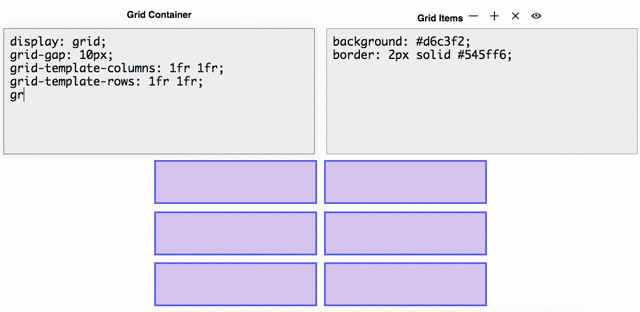 Grid Container
display: grid;
grid-gap: 10px;
grid-template-columns: 1fr 1fr;
grid-template-rows: 1fr 1fr;
gr
Grid Items
background: #d6c3f2;
border: 2px solid #545ff6;